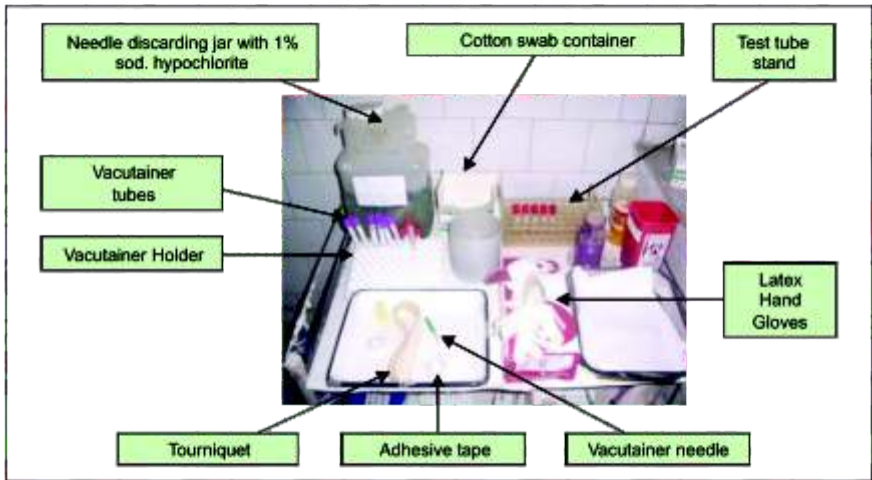 Needle discarding jar with 1%
sod. hypochlorite
Cotton swab container
Test tube
stand
Vacutainer
tubes
Vacutainer Holder
Latex
Hand
Gloves
Tourniquet
Adhesive tape
Vacutainer needle